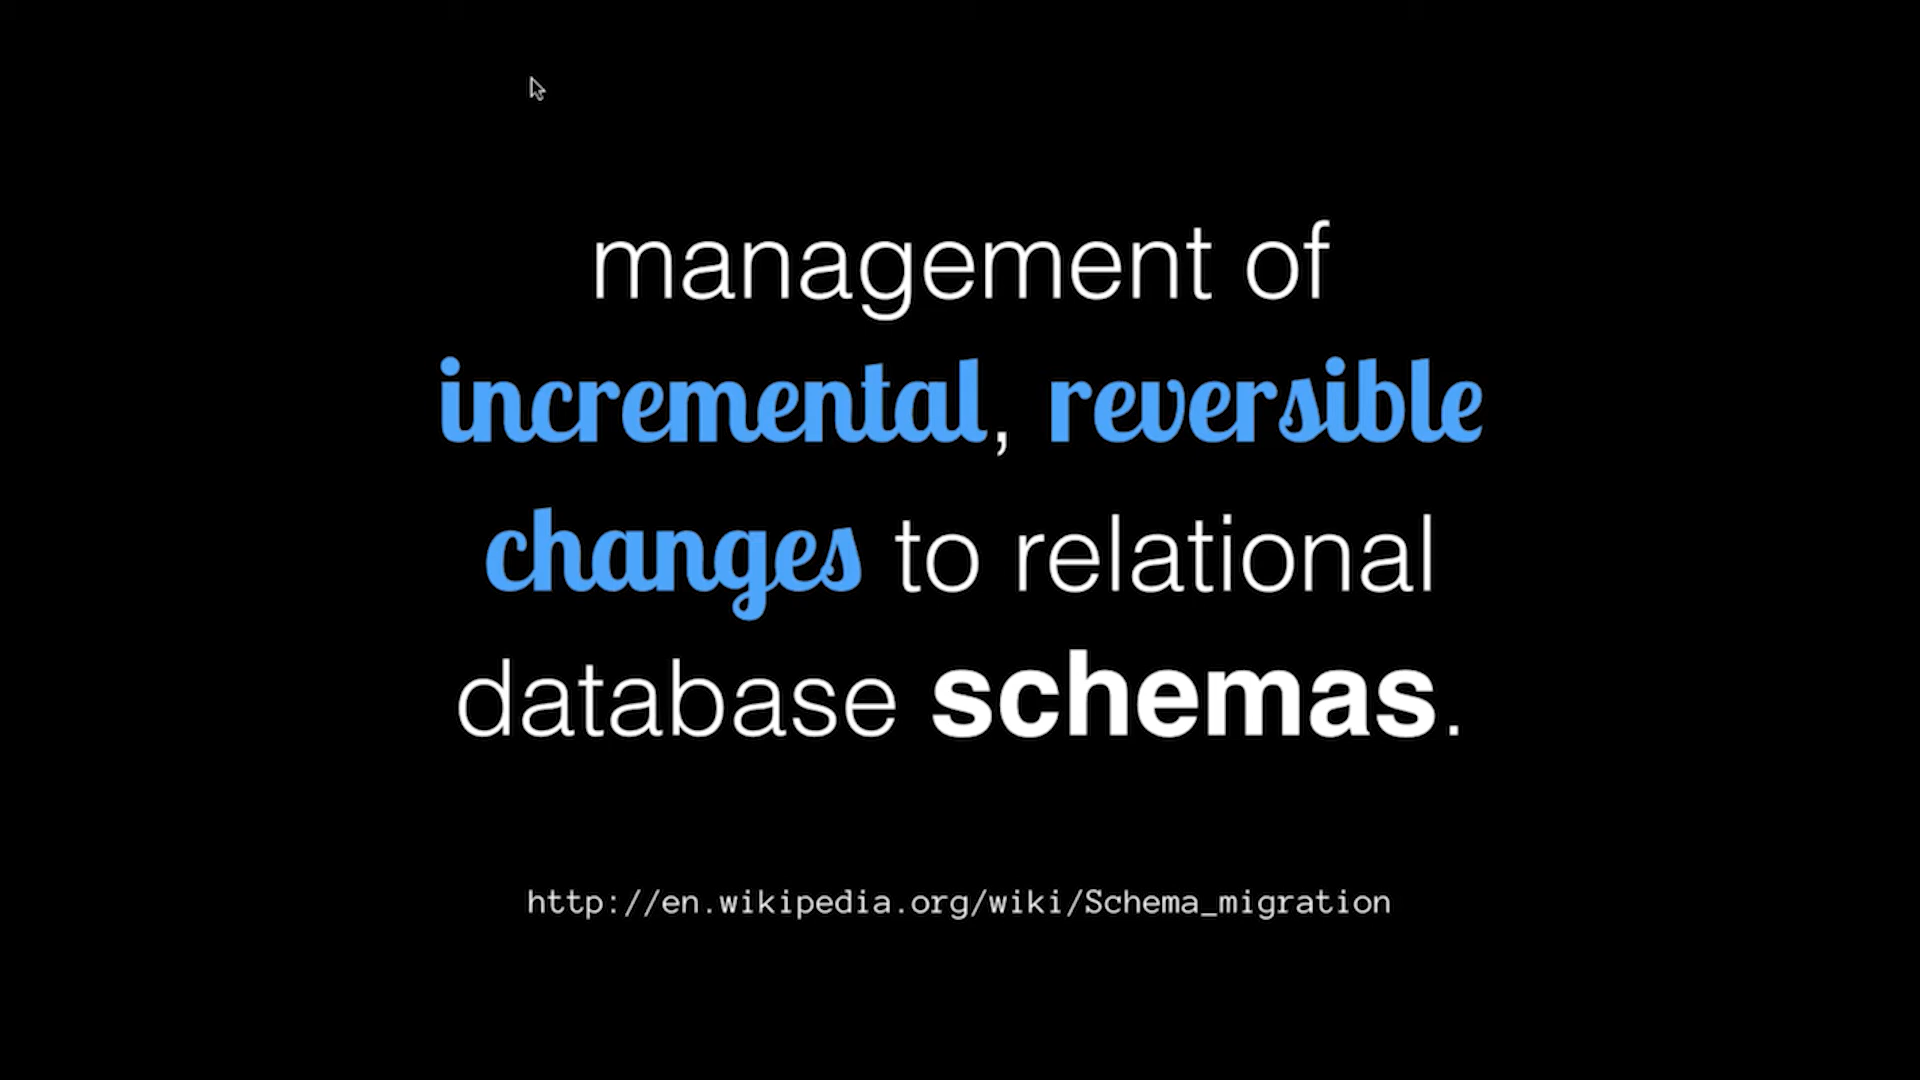 management of
incremental, reversible
changes to relational
database schemas.
http://en.wikipedia.org/wiki/Schema_migration